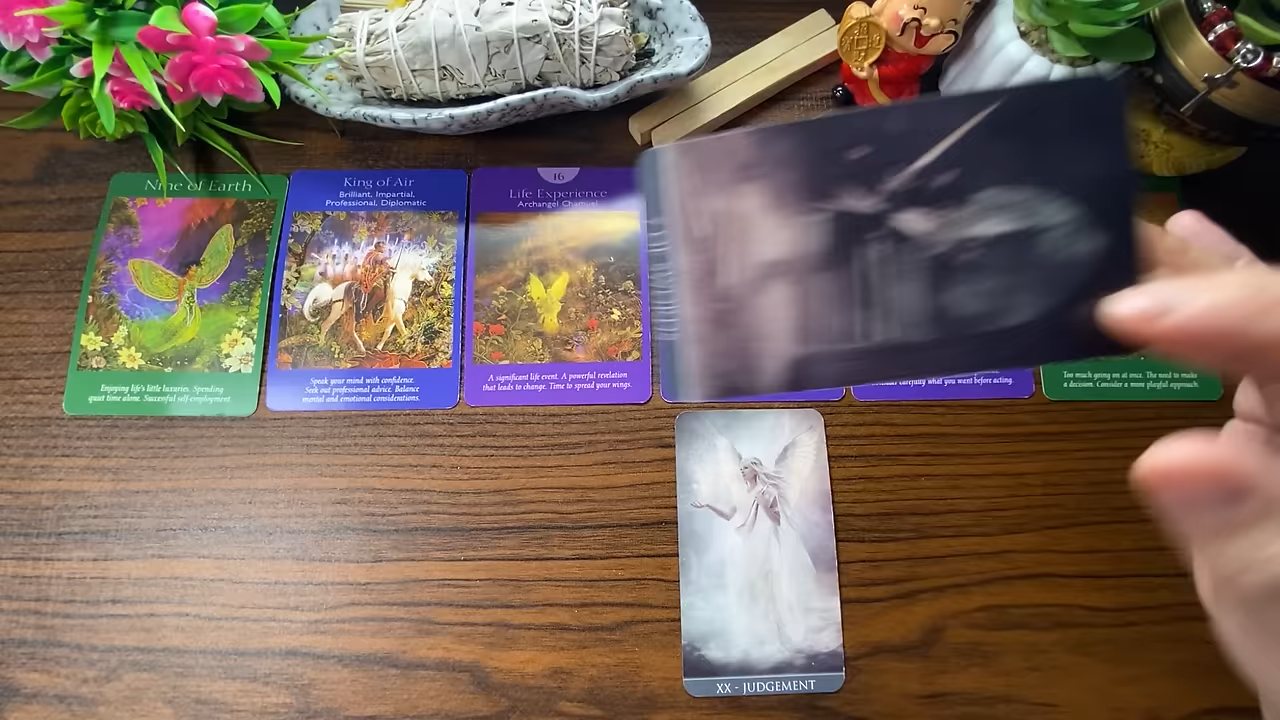 Nine of Earth
Enjoying life's little luxuries. Spending
quiet time alone. Successful self-employment.
King of Air
Brilliant, Impartial,
Professional, Diplomatic
Speak your mind with confidence.
Seek out professional advice. Balance
mental and emotional considerations.
16
Life Experience
Archangel Chamuel
A significant life event. A powerful revelation
that leads to change. Time to spread your wings.
carefully what you want before acting.
Too much going on at once. The need to make
a decision. Consider a more playful approach.
XX - JUDGEMENT